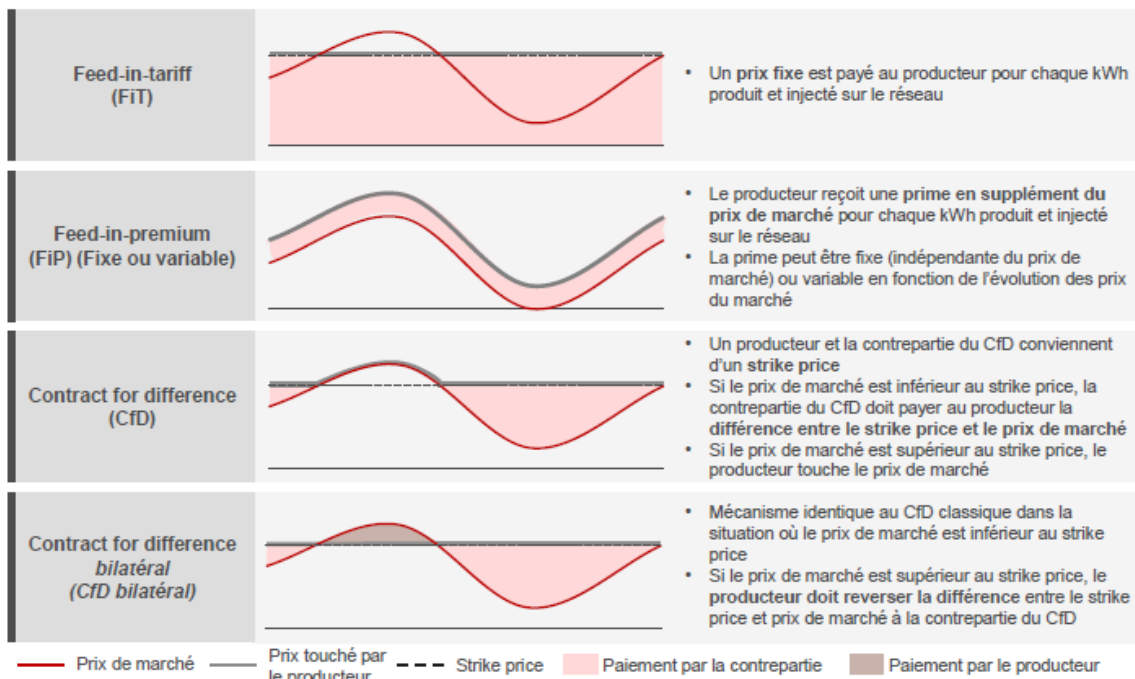 Feed-in-tariff
(FiT)
• Un prix fixe est payé au producteur pour chaque kWh
produit et injecté sur le réseau
Feed-in-premium
(FiP) (Fixe ou variable)
• Le producteur reçoit une prime en supplément du
prix de marché pour chaque kWh produit et injecté
sur le réseau
• La prime peut être fixe (indépendante du prix de
marché) ou variable en fonction de l'évolution des prix
du marché
Contract for difference
(CfD)
• Un producteur et la contrepartie du CfD conviennent
d'un strike price
• Si le prix de marché est inférieur au strike price, la
contrepartie du CfD doit payer au producteur la
différence entre le strike price et le prix de marché
• Si le prix de marché est supérieur au strike price, le
producteur touche le prix de marché
Contract for difference
bilatéral
(CfD bilatéral)
• Mécanisme identique au CfD classique dans la
situation où le prix de marché est inférieur au strike
price
• Si le prix de marché est supérieur au strike price, le
producteur doit reverser la différence entre le strike
price et prix de marché à la contrepartie du CfD
Prix de marché
Prix touché par
le producteur
Strike price
Paiement par la contrepartie
Paiement par le producteur